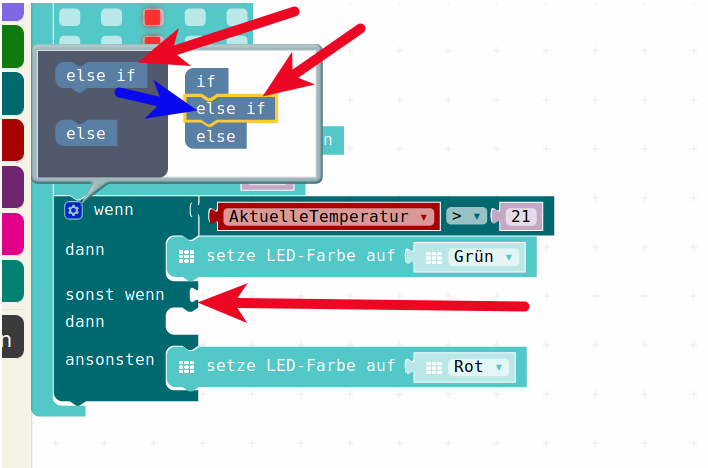 else if
if
else if
else
else
n
wenn AktuelleTemperatur > 21
dann setze LED-Farbe auf Grün
sonst wenn
dann
n
ansonsten setze LED-Farbe auf Rot